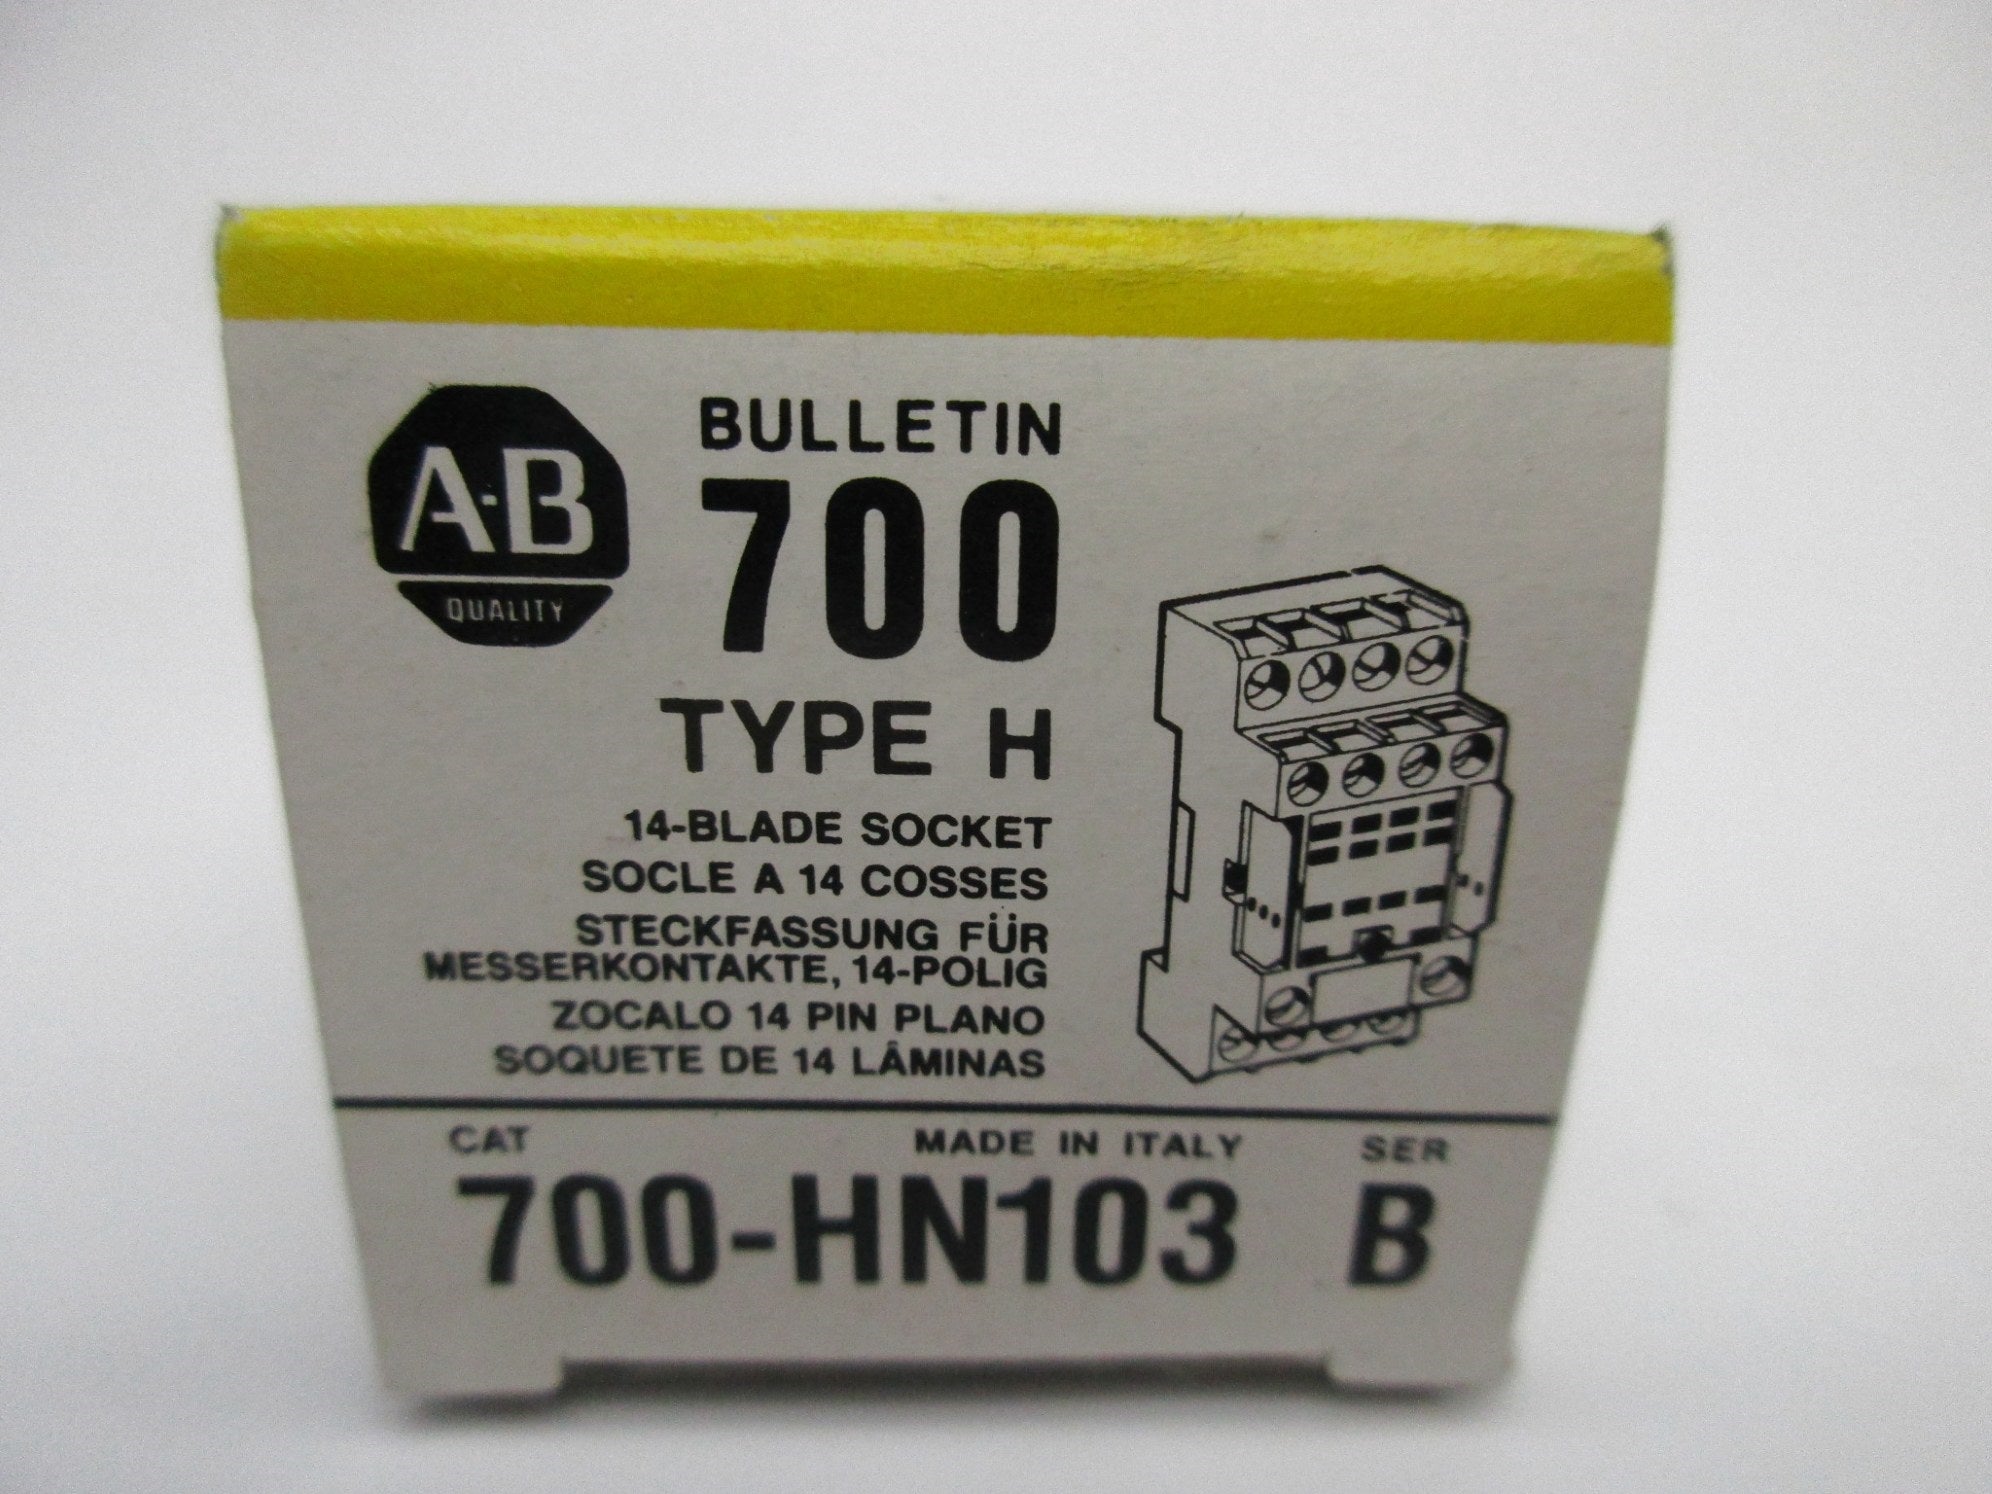 A-B
QUALITY
BULLETIN
700
TYPE H
14-BLADE SOCKET
SOCLE A 14 COSSES
STECKFASSUNG FÜR
MESSERKONTAKTE, 14-POLIG
ZOCALO 14 PIN PLANO
SOQUETE DE 14 LÂMINAS
CAT MADE IN ITALY SER
700-HN103 B